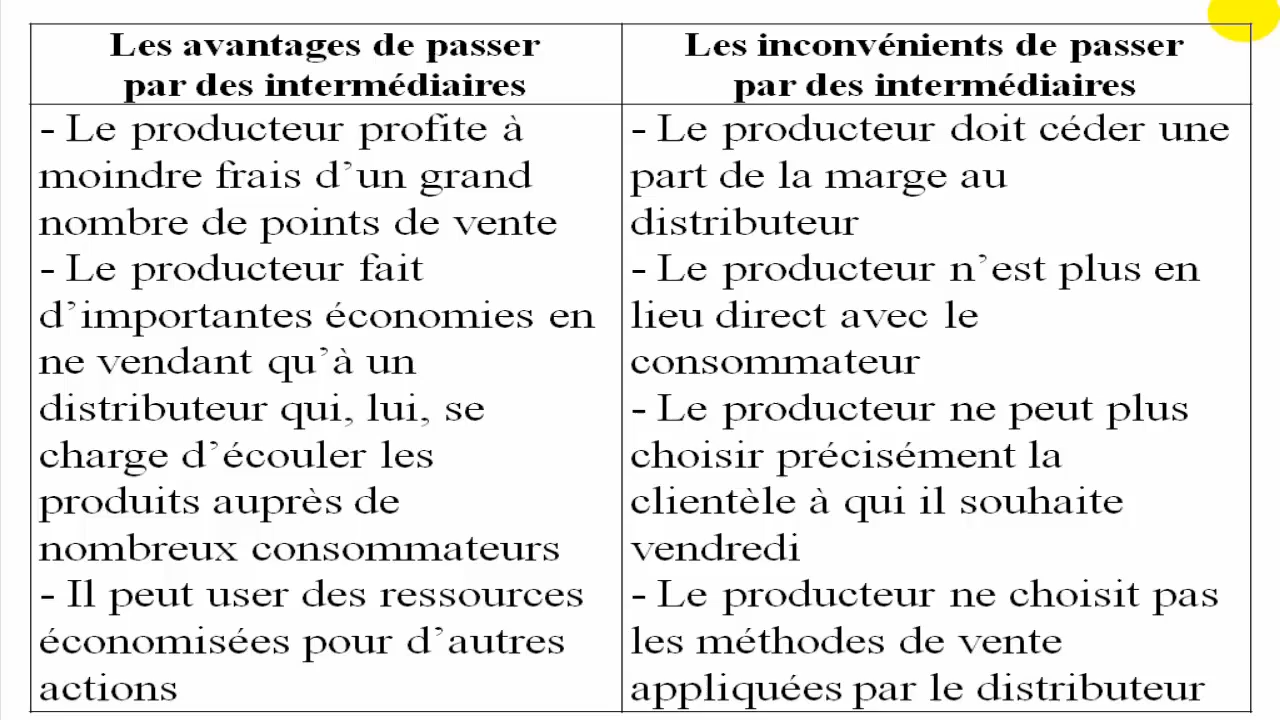 Les avantages de passer
par des intermédiaires
Les inconvénients de passer
par des intermédiaires
- Le producteur profite à
moindre frais d’un grand
nombre de points de vente
- Le producteur fait
d’importantes économies en
ne vendant qu’à un
distributeur qui, lui, se
charge d’écouler les
produits auprès de
nombreux consommateurs
- Il peut user des ressources
économisées pour d’autres
actions
- Le producteur doit céder une
part de la marge au
distributeur
- Le producteur n’est plus en
lieu direct avec le
consommateur
- Le producteur ne peut plus
choisir précisément la
clientèle à qui il souhaite
vendredi
- Le producteur ne choisit pas
les méthodes de vente
appliquées par le distributeur